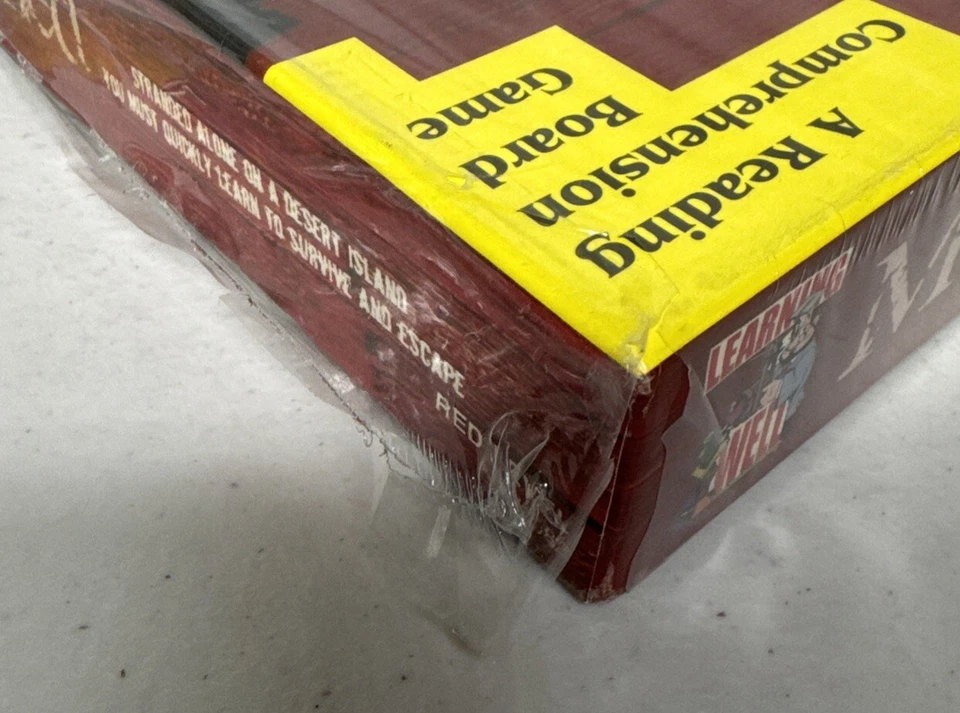 A Reading
Comprehension
Board
Game
STRANDED ALONE ON A DESERT ISLAND
YOU MUST QUICKLY LEARN TO SURVIVE AND ESCAPE
RED
LEARNING
WELL